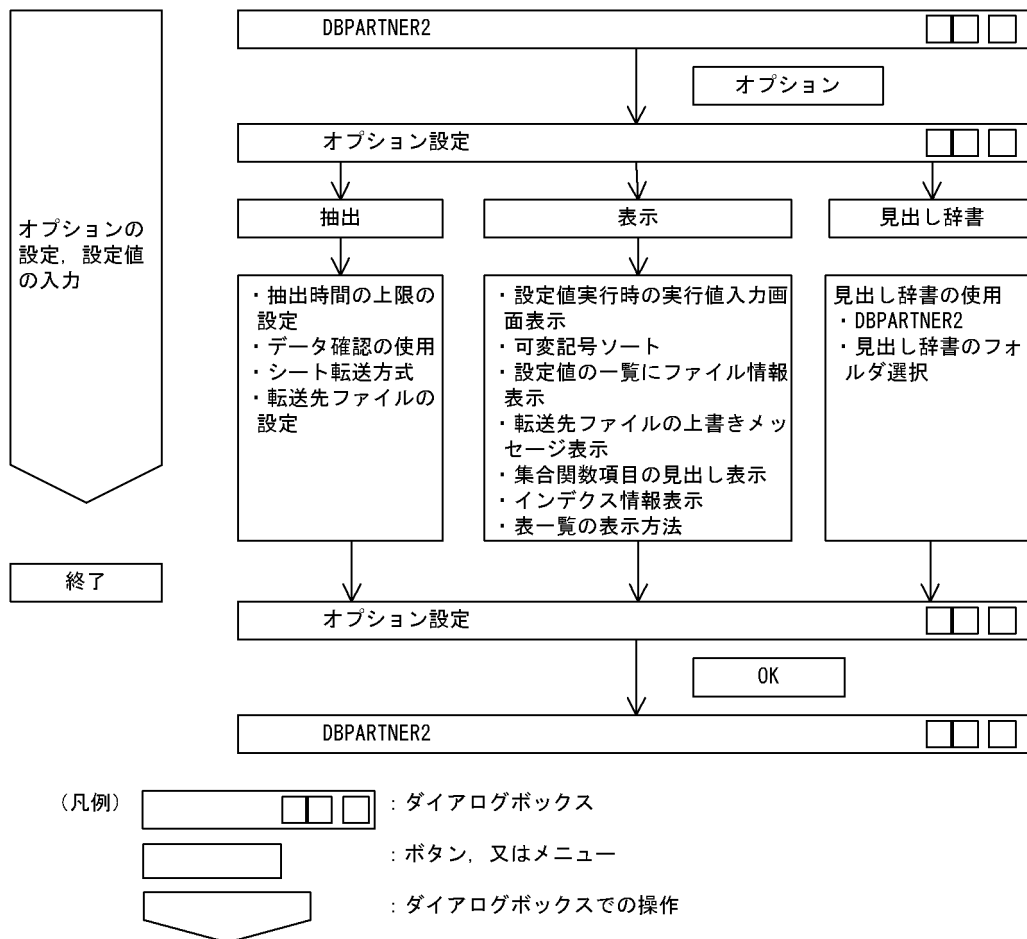 DBPARTNER2
オプション
オプション設定
抽出
表示
見出し辞書
オプションの
設定，設定値
の入力
・抽出時間の上限の
設定
・データ確認の使用
・シート転送方式
・転送先ファイルの
設定
・設定値実行時の実行値入力画
面表示
・可変記号ソート
・設定値の一覧にファイル情報
表示
・転送先ファイルの上書きメッ
セージ表示
・集合関数項目の見出し表示
・インデクス情報表示
・表一覧の表示方法
見出し辞書の使用
・DBPARTNER2
・見出し辞書のフォ
ルダ選択
終了
オプション設定
OK
DBPARTNER2
（凡例）
：ダイアログボックス
：ボタン，又はメニュー
：ダイアログボックスでの操作